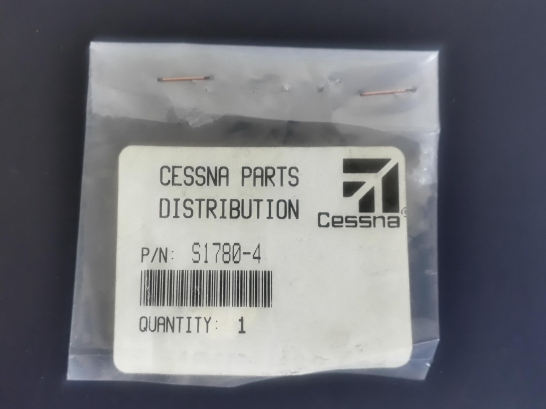 CESSNA PARTS
DISTRIBUTION
Cessna®
P/N: S1780-4
QUANTITY: 1